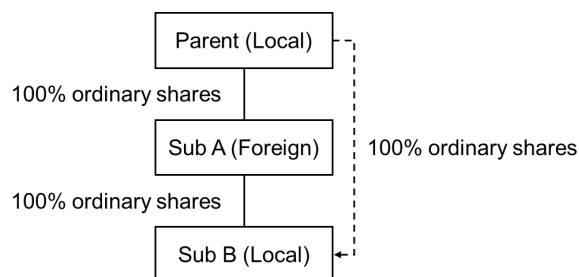 Parent (Local)
100% ordinary shares
Sub A (Foreign)
100% ordinary shares
100% ordinary shares
Sub B (Local)